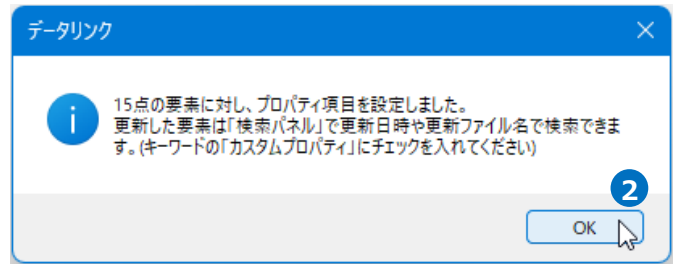 データリンク
15点の要素に対し、プロパティ項目を設定しました。
更新した要素は「検索パネル」で更新日時や更新ファイル名で検索できま
す。(キーワードの「カスタムプロパティ」にチェックを入れてください)
2
OK